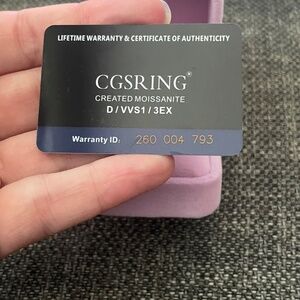 LIFETIME WARRANTY & CERTIFICATE OF AUTHENTICITY
CGSRING®
CREATED MOISSANITE
D / VVS1 / 3EX
Warranty ID: 260 004 793